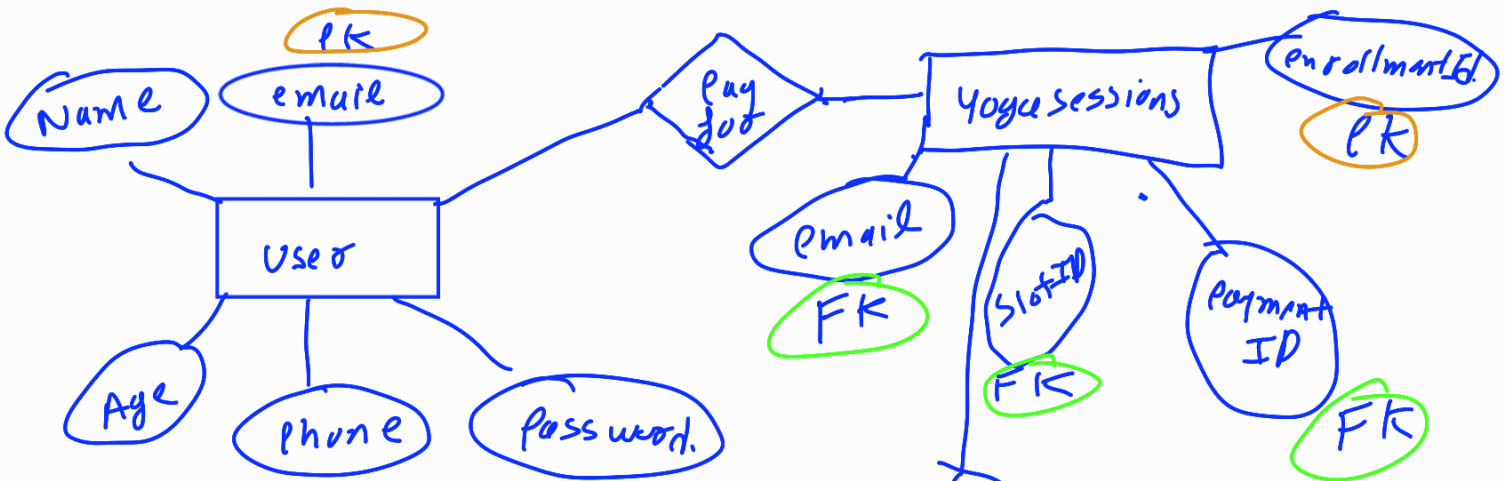 PK
Name
email
User
Age
Phone
Password.
Pay
for
Yoga sessions
enrollmentId.
PK
email
FK
SlotID
FK
Payment
ID
FK